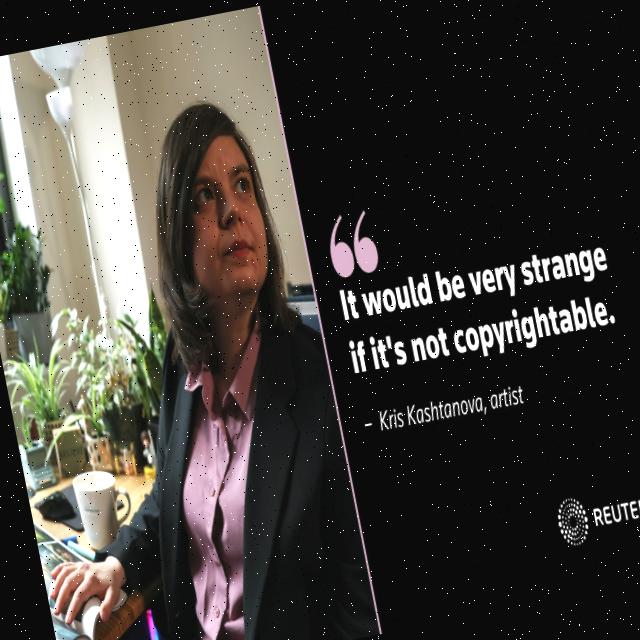 It would be very strange
if it's not copyrightable.
– Kris Kashtanova, artist
REUTE